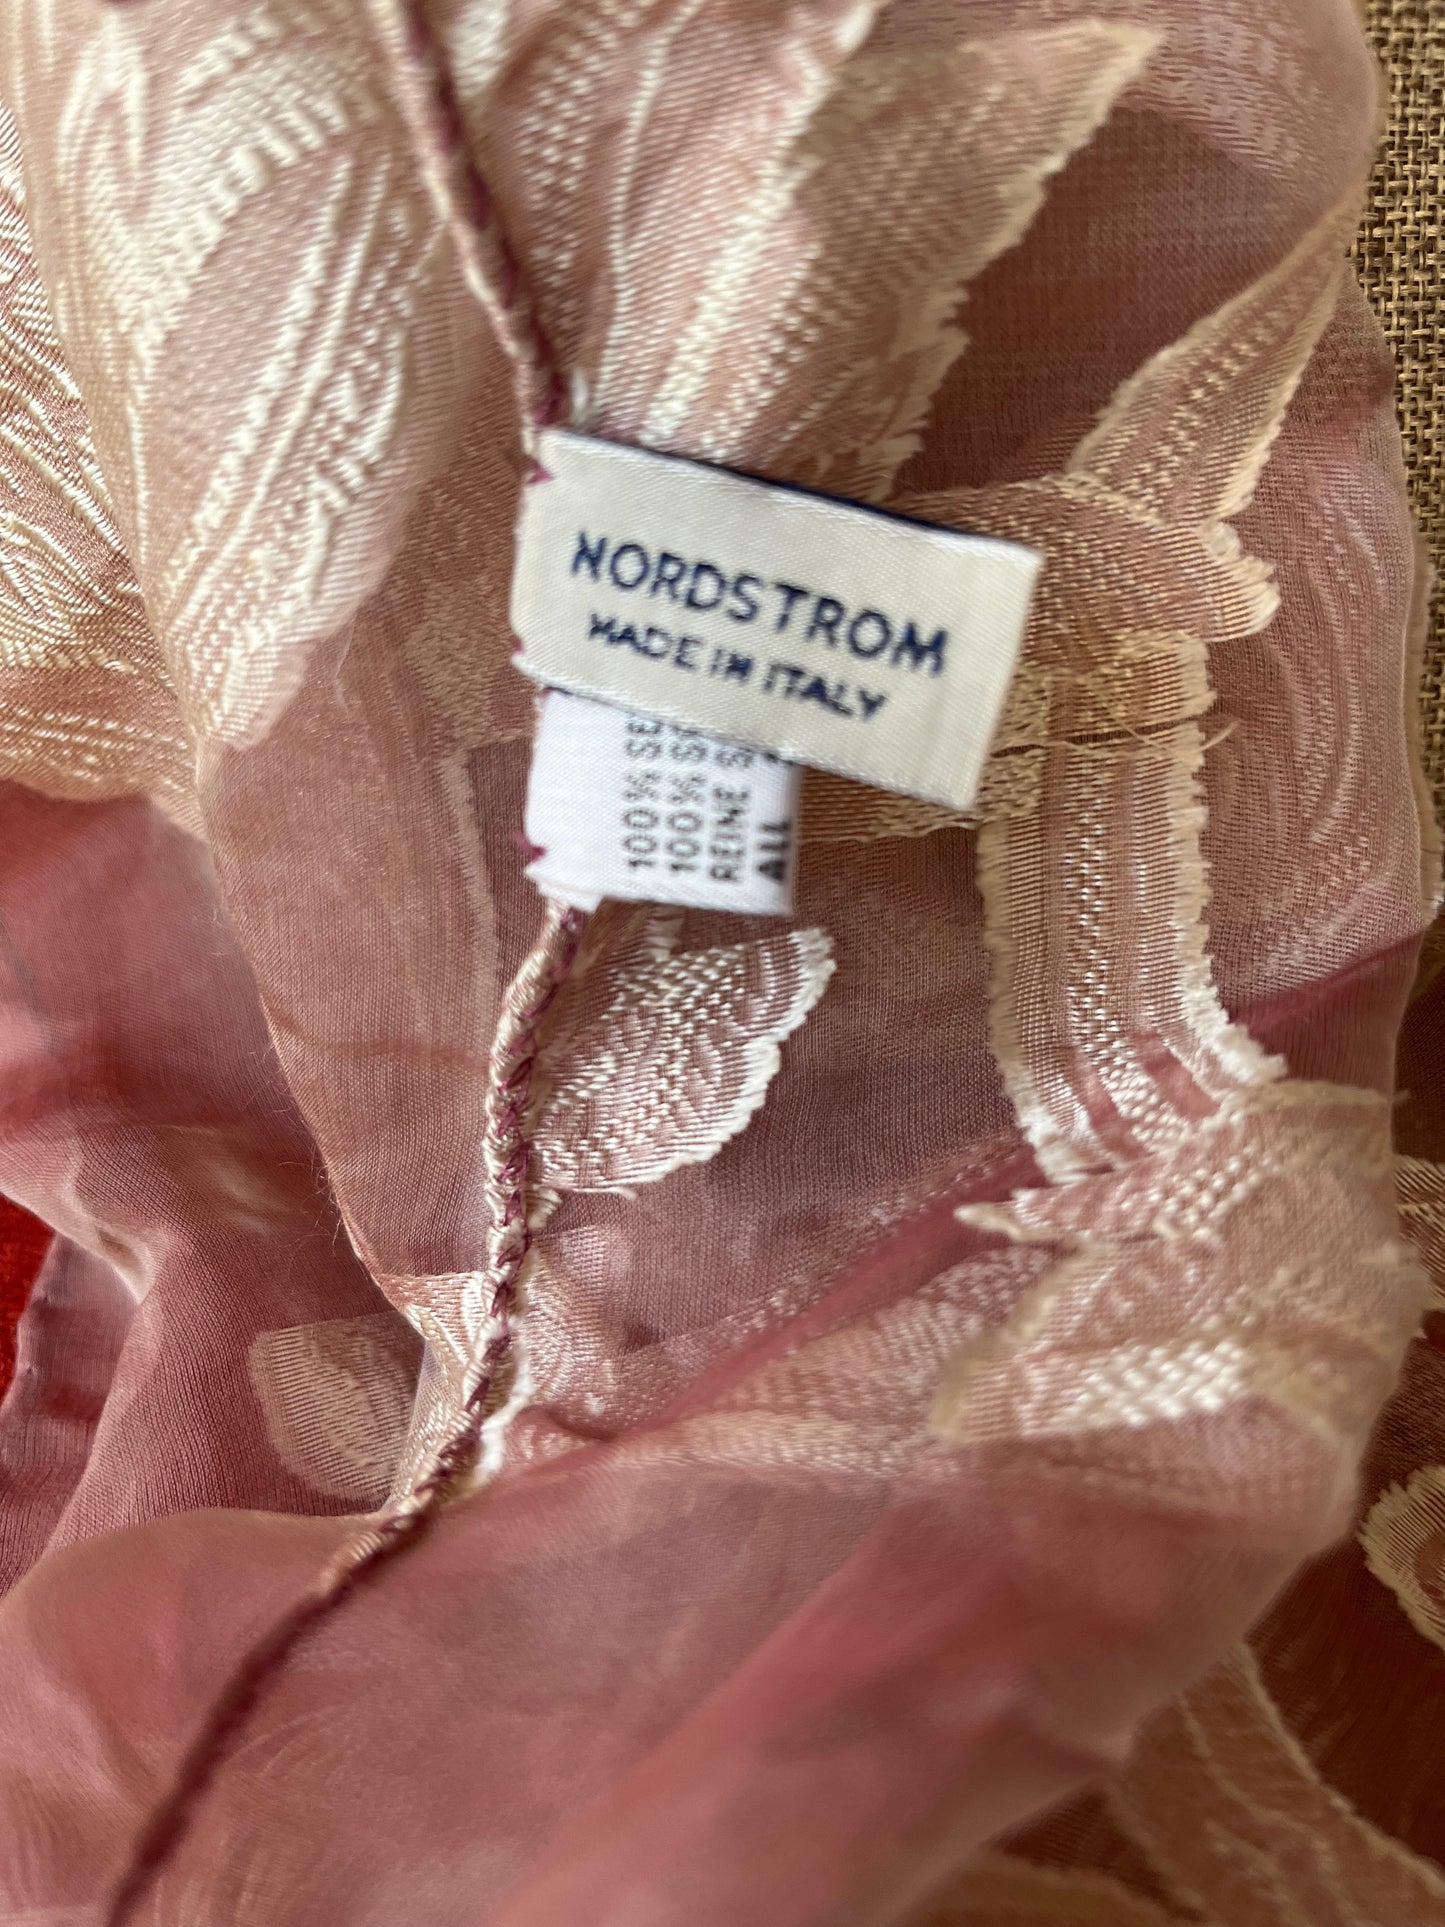 NORDSTROM
MADE IN ITALY
100%
100%
REINE
ALL